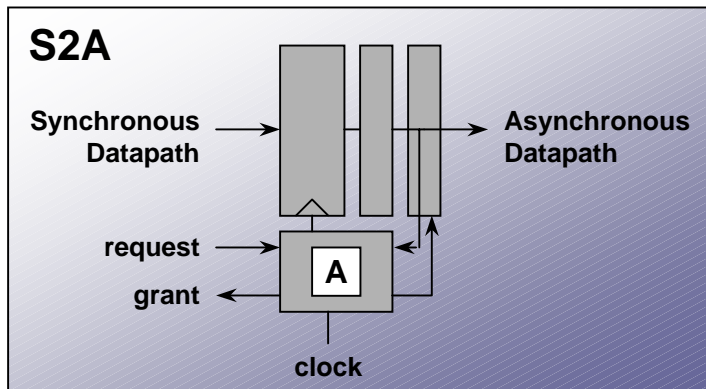 S2A
Synchronous
Datapath
Asynchronous
Datapath
request
A
grant
clock